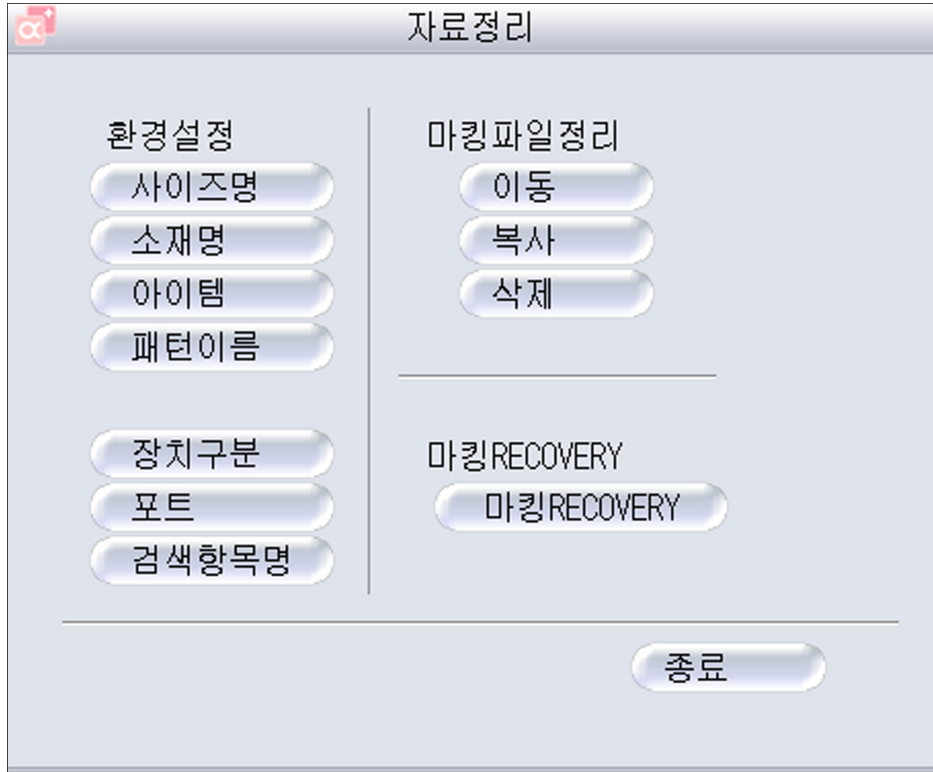 자료정리
환경설정
사이즈명
소재명
아이템
패턴이름
장치구분
포트
검색항목명
마킹파일정리
이동
복사
삭제
마킹RECOVERY
마킹RECOVERY
종료